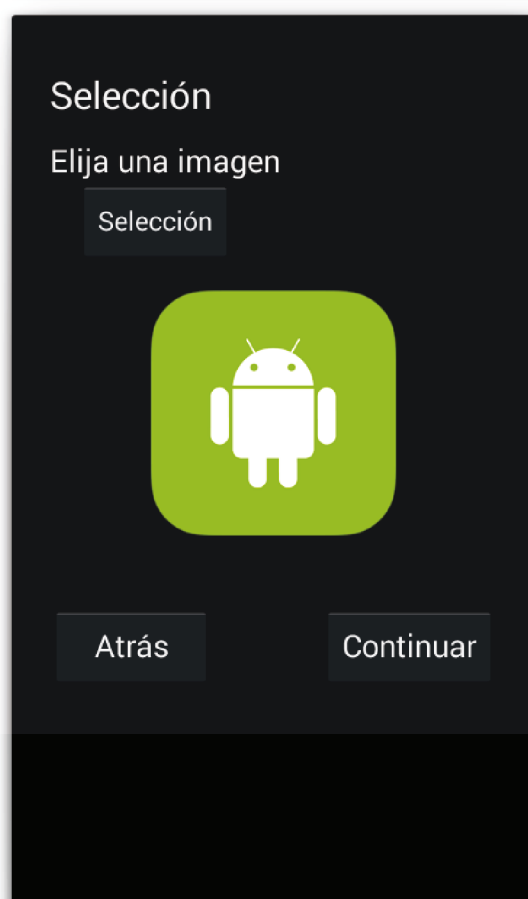 Selección
Elija una imagen
Selección
Atrás
Continuar